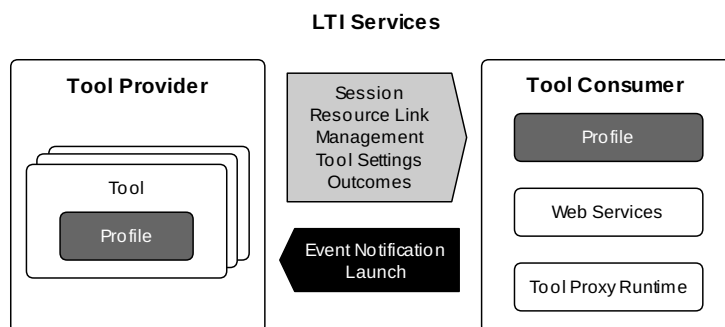 LTI Services
Tool Provider
Tool
Profile
Session
Resource Link
Management
Tool Settings
Outcomes
Event Notification
Launch
Tool Consumer
Profile
Web Services
Tool Proxy Runtime